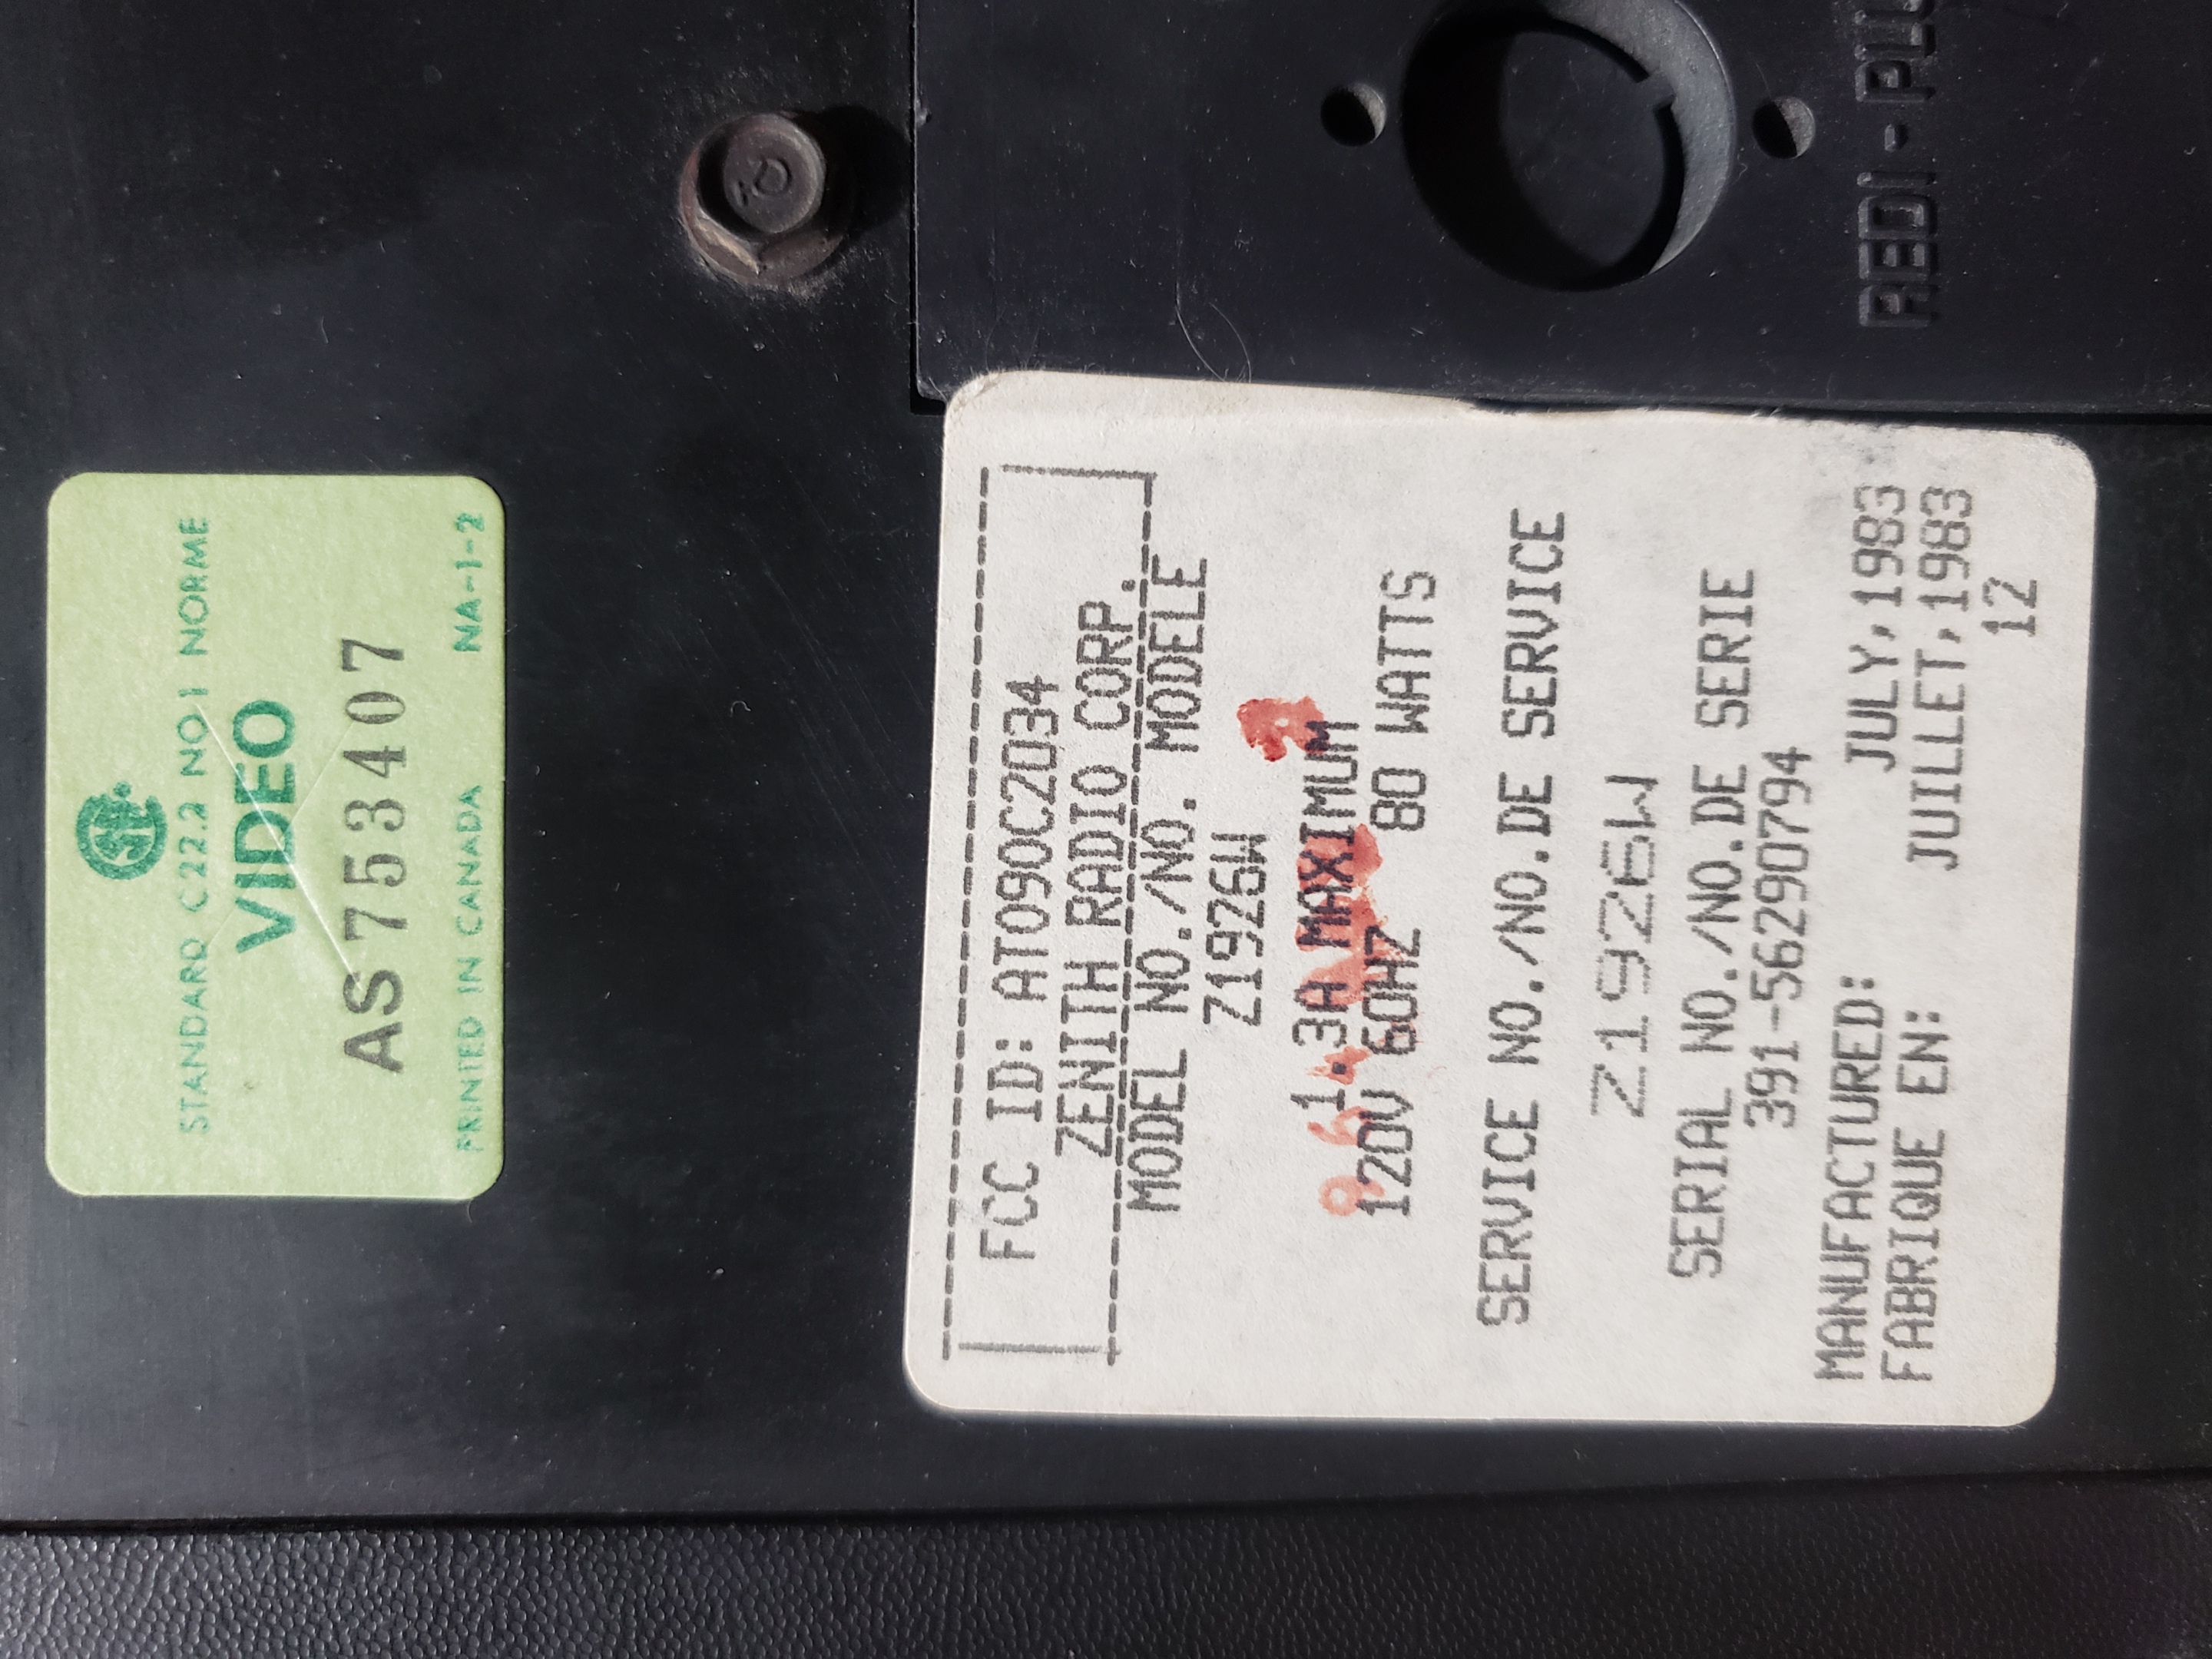 STANDARD C22.2 NO 1 NORME
VIDEO
AS753407
PRINTED IN CANADA NA-1-2
FCC ID: ATO90C2034
ZENITH RADIO CORP.
MODEL NO./NO. MODELE
Z1926W
1.3A MAXIMUM
120V 60HZ 80 WATTS
SERVICE NO./NO.DE SERVICE
Z1926W
SERIAL NO./NO.DE SERIE
391-56290794
MANUFACTURED: JULY,1983
FABRIQUE EN: JUILLET,1983
12
REDI-